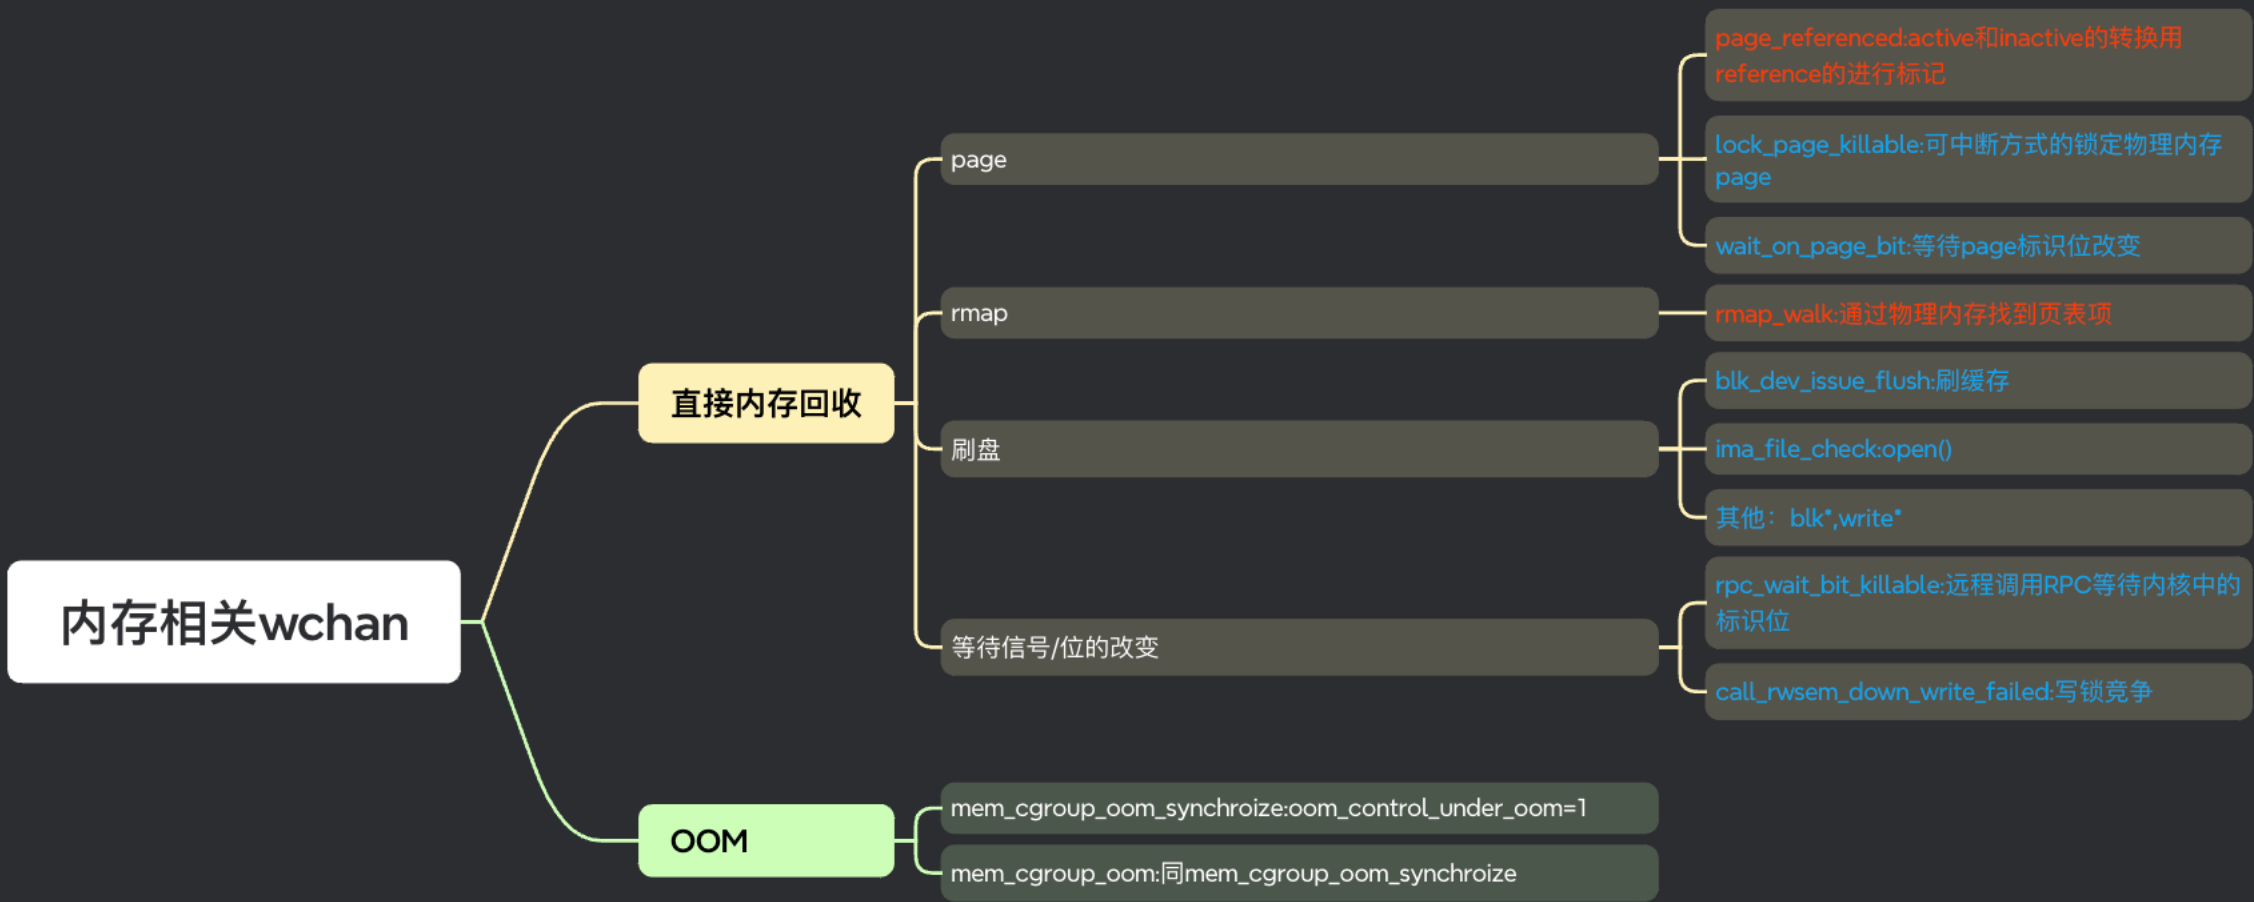 内存相关wchan
直接内存回收
page
page_referenced:active和inactive的转换用
reference的进行标记
lock_page_killable:可中断方式的锁定物理内存
page
wait_on_page_bit:等待page标识位改变
rmap
rmap_walk:通过物理内存找到页表项
刷盘
blk_dev_issue_flush:刷缓存
ima_file_check:open()
其他：blk*,write*
等待信号/位的改变
rpc_wait_bit_killable:远程调用RPC等待内核中的
标识位
call_rwsem_down_write_failed:写锁竞争
OOM
mem_cgroup_oom_synchroize:oom_control_under_oom=1
mem_cgroup_oom:同mem_cgroup_oom_synchroize